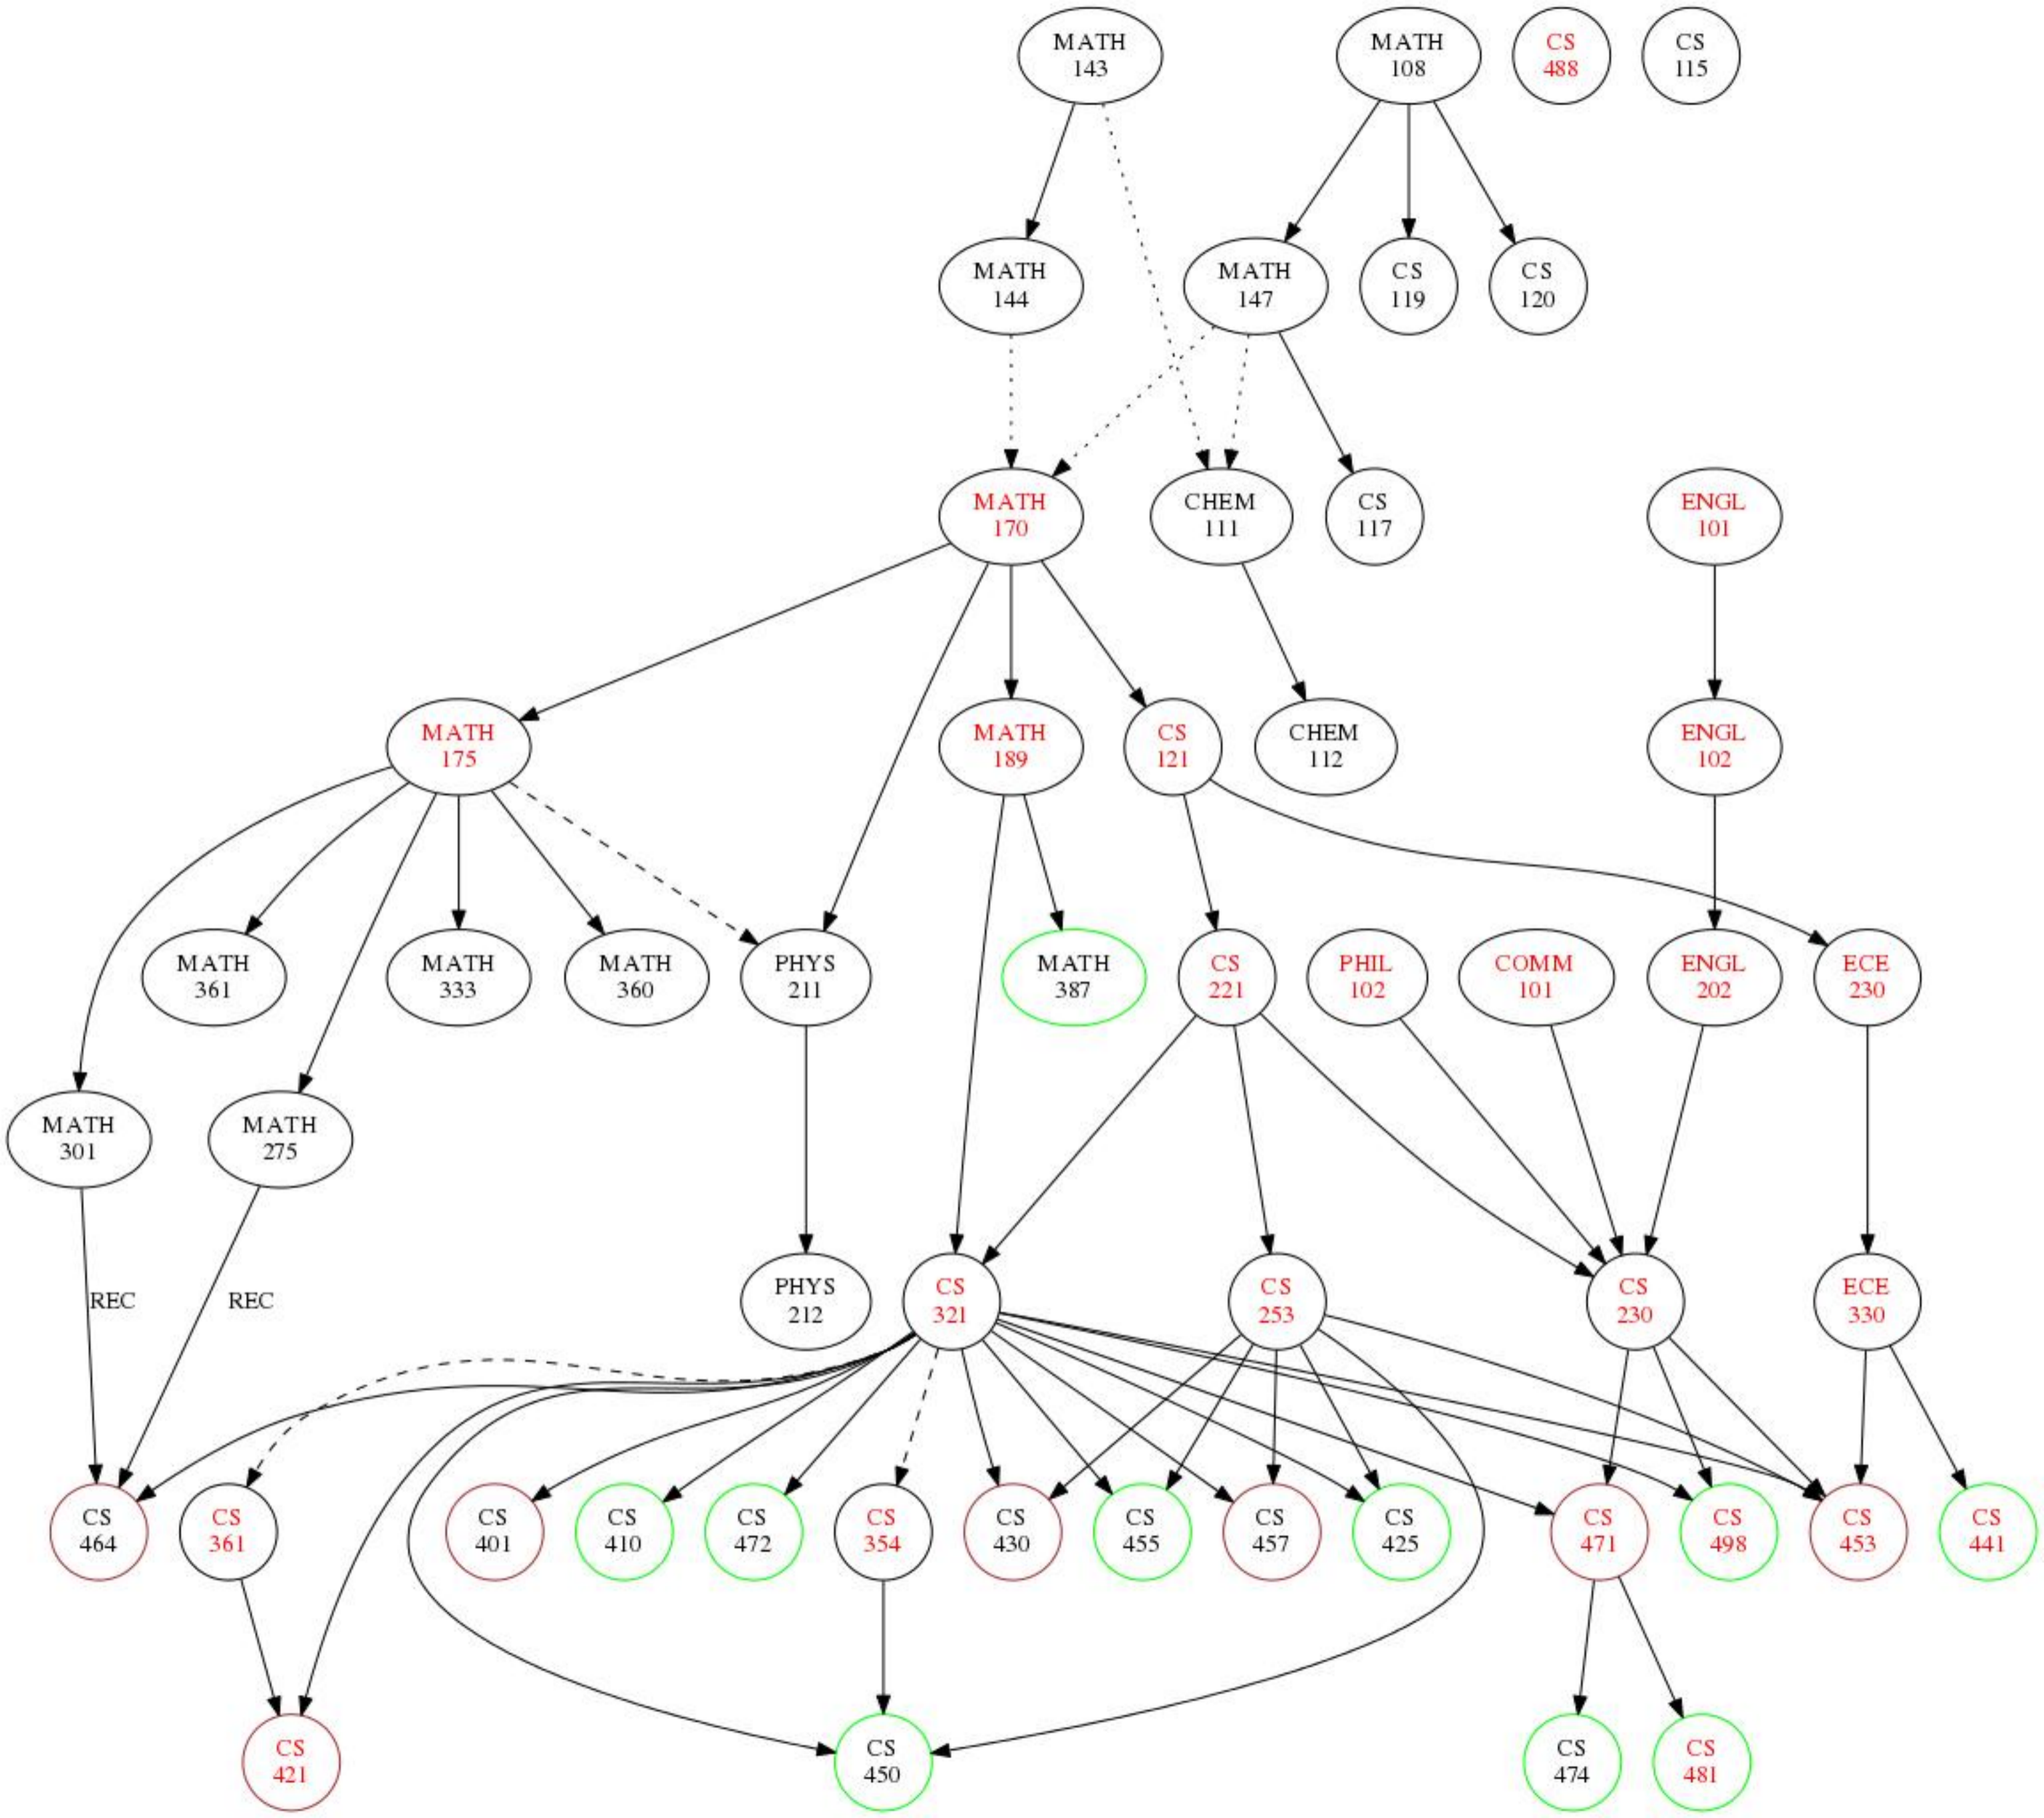 MATH
143
MATH
108
CS
488
CS
115
MATH
144
MATH
147
CS
119
CS
120
MATH
170
CHEM
111
CS
117
ENGL
101
MATH
175
MATH
189
CS
121
CHEM
112
ENGL
102
MATH
361
MATH
333
MATH
360
PHYS
211
MATH
387
CS
221
PHIL
102
COMM
101
ENGL
202
ECE
230
MATH
301
MATH
275
REC
REC
PHYS
212
CS
321
CS
253
CS
230
ECE
330
CS
464
CS
361
CS
401
CS
410
CS
472
CS
354
CS
430
CS
455
CS
457
CS
425
CS
471
CS
498
CS
453
CS
441
CS
421
CS
450
CS
474
CS
481